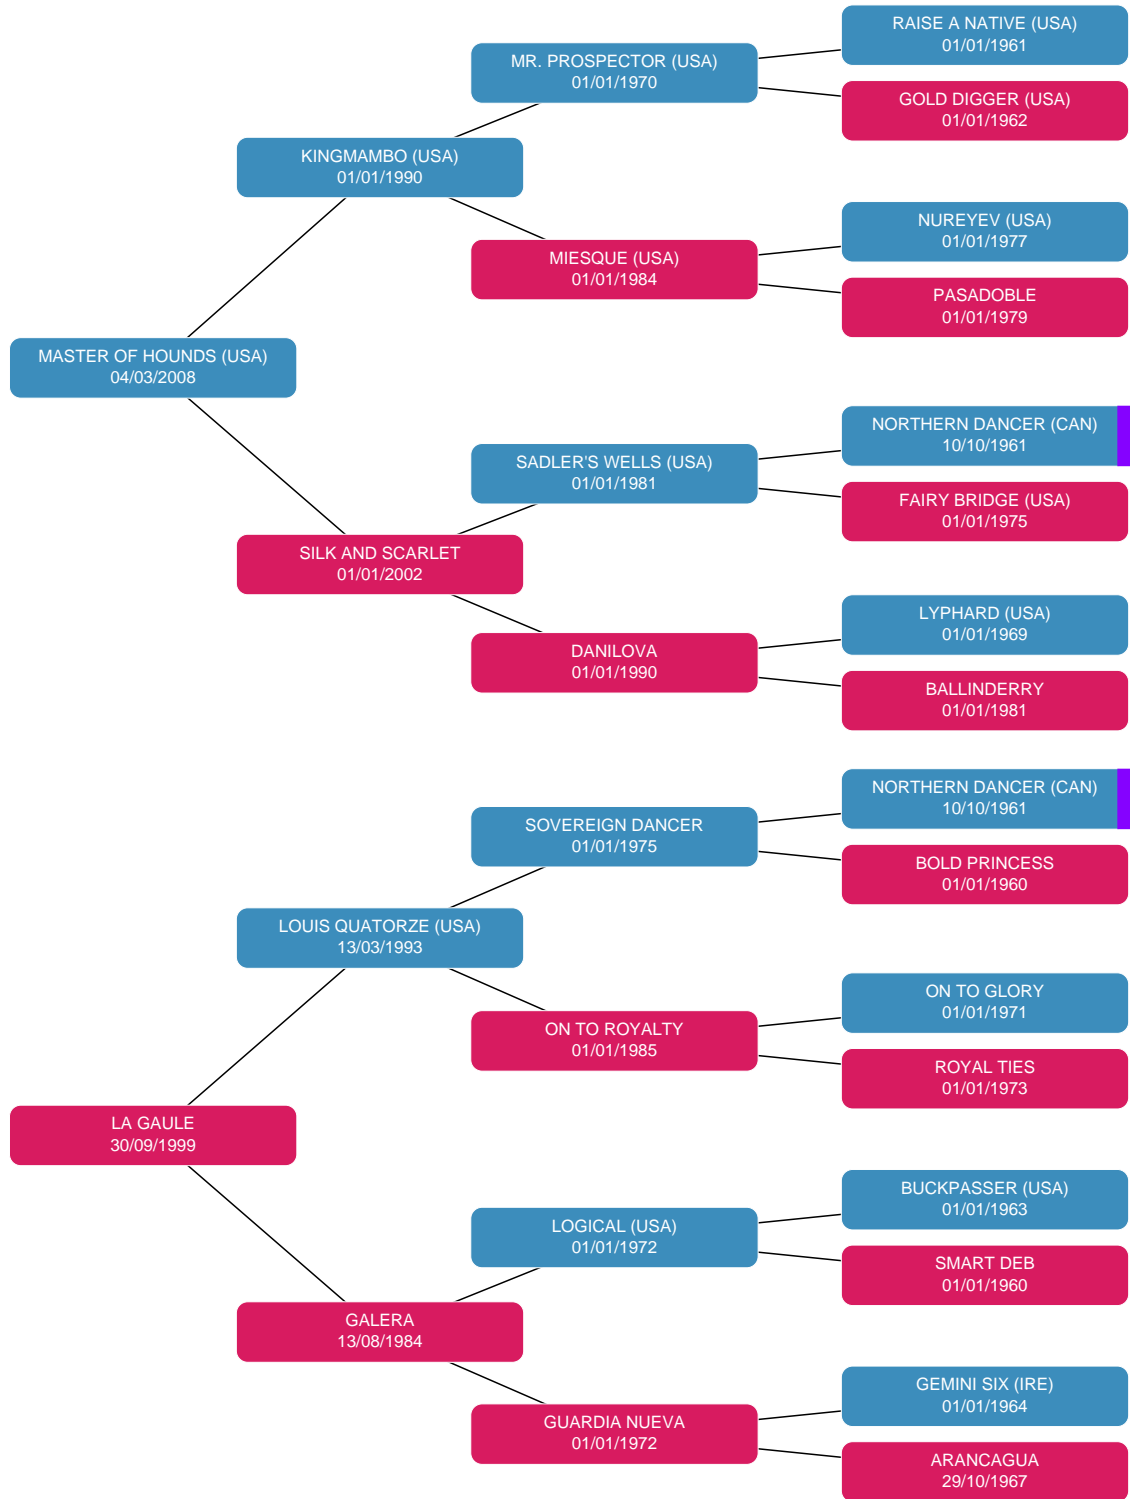 RAISE A NATIVE (USA)
01/01/1961
MR. PROSPECTOR (USA)
01/01/1970
GOLD DIGGER (USA)
01/01/1962
KINGMAMBO (USA)
01/01/1990
NUREYEV (USA)
01/01/1977
MIESQUE (USA)
01/01/1984
PASADOBLE
01/01/1979
MASTER OF HOUNDS (USA)
04/03/2008
NORTHERN DANCER (CAN)
10/10/1961
SADLER'S WELLS (USA)
01/01/1981
FAIRY BRIDGE (USA)
01/01/1975
SILK AND SCARLET
01/01/2002
LYPHARD (USA)
01/01/1969
DANILOVA
01/01/1990
BALLINDERRY
01/01/1981
NORTHERN DANCER (CAN)
10/10/1961
SOVEREIGN DANCER
01/01/1975
BOLD PRINCESS
01/01/1960
LOUIS QUATORZE (USA)
13/03/1993
ON TO GLORY
01/01/1971
ON TO ROYALTY
01/01/1985
ROYAL TIES
01/01/1973
LA GAULE
30/09/1999
BUCKPASSER (USA)
01/01/1963
LOGICAL (USA)
01/01/1972
SMART DEB
01/01/1960
GALERA
13/08/1984
GEMINI SIX (IRE)
01/01/1964
GUARDIA NUEVA
01/01/1972
ARANCAGUA
29/10/1967